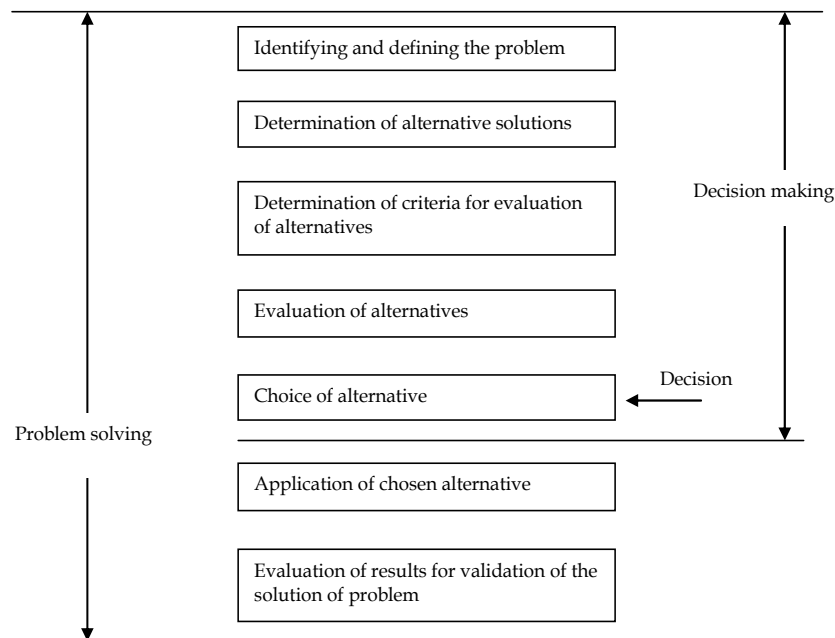 Identifying and defining the problem
Determination of alternative solutions
Determination of criteria for evaluation
of alternatives
Decision making
Evaluation of alternatives
Choice of alternative
Decision
Problem solving
Application of chosen alternative
Evaluation of results for validation of the
solution of problem